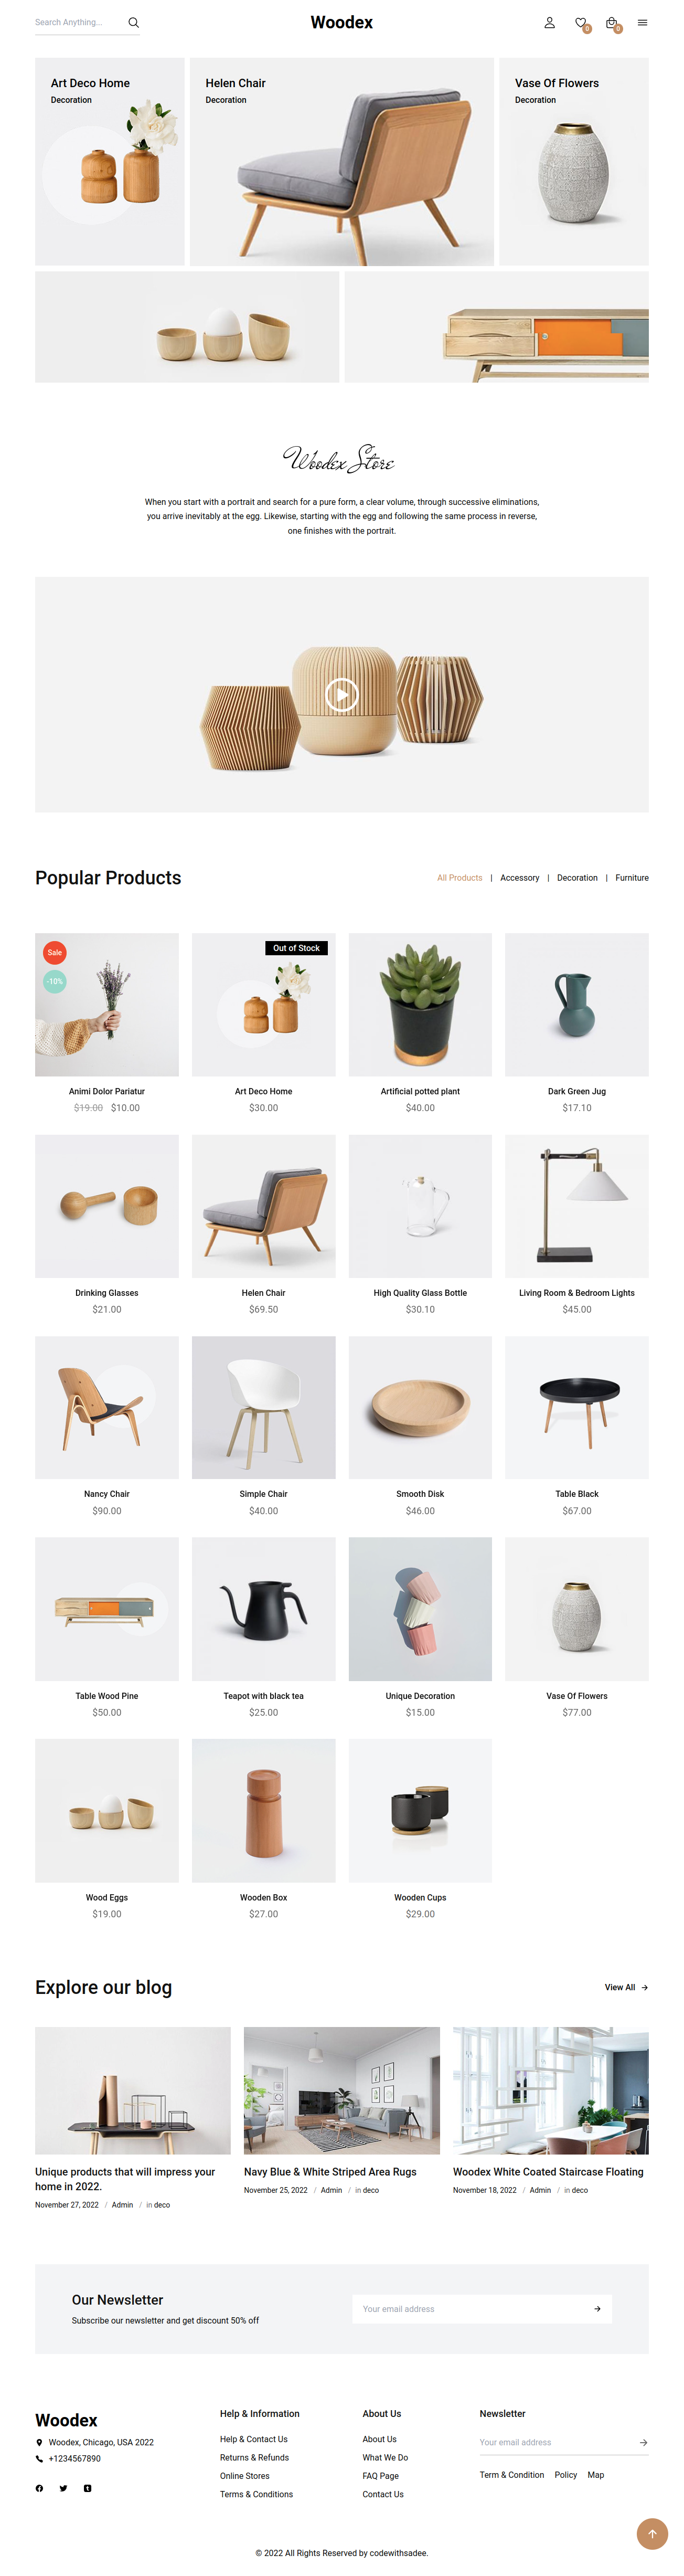 Search Anything...
Woodex
0
0
Art Deco Home
Decoration
Helen Chair
Decoration
Vase Of Flowers
Decoration
Woodex Store
When you start with a portrait and search for a pure form, a clear volume, through successive eliminations,
you arrive inevitably at the egg. Likewise, starting with the egg and following the same process in reverse,
one finishes with the portrait.
Popular Products
All Products | Accessory | Decoration | Furniture
Sale
-10%
Out of Stock
Animi Dolor Pariatur
$19.00 $10.00
Art Deco Home
$30.00
Artificial potted plant
$40.00
Dark Green Jug
$17.10
Drinking Glasses
$21.00
Helen Chair
$69.50
High Quality Glass Bottle
$30.10
Living Room & Bedroom Lights
$45.00
Nancy Chair
$90.00
Simple Chair
$40.00
Smooth Disk
$46.00
Table Black
$67.00
Table Wood Pine
$50.00
Teapot with black tea
$25.00
Unique Decoration
$15.00
Vase Of Flowers
$77.00
Wood Eggs
$19.00
Wooden Box
$27.00
Wooden Cups
$29.00
Explore our blog
View All
Unique products that will impress your
home in 2022.
November 27, 2022 / Admin / in deco
Navy Blue & White Striped Area Rugs
November 25, 2022 / Admin / in deco
Woodex White Coated Staircase Floating
November 18, 2022 / Admin / in deco
Our Newsletter
Subscribe our newsletter and get discount 50% off
Your email address
Woodex
Woodex, Chicago, USA 2022
+1234567890
Help & Information
Help & Contact Us
Returns & Refunds
Online Stores
Terms & Conditions
About Us
About Us
What We Do
FAQ Page
Contact Us
Newsletter
Your email address
Term & Condition Policy Map
© 2022 All Rights Reserved by codewithsadee.